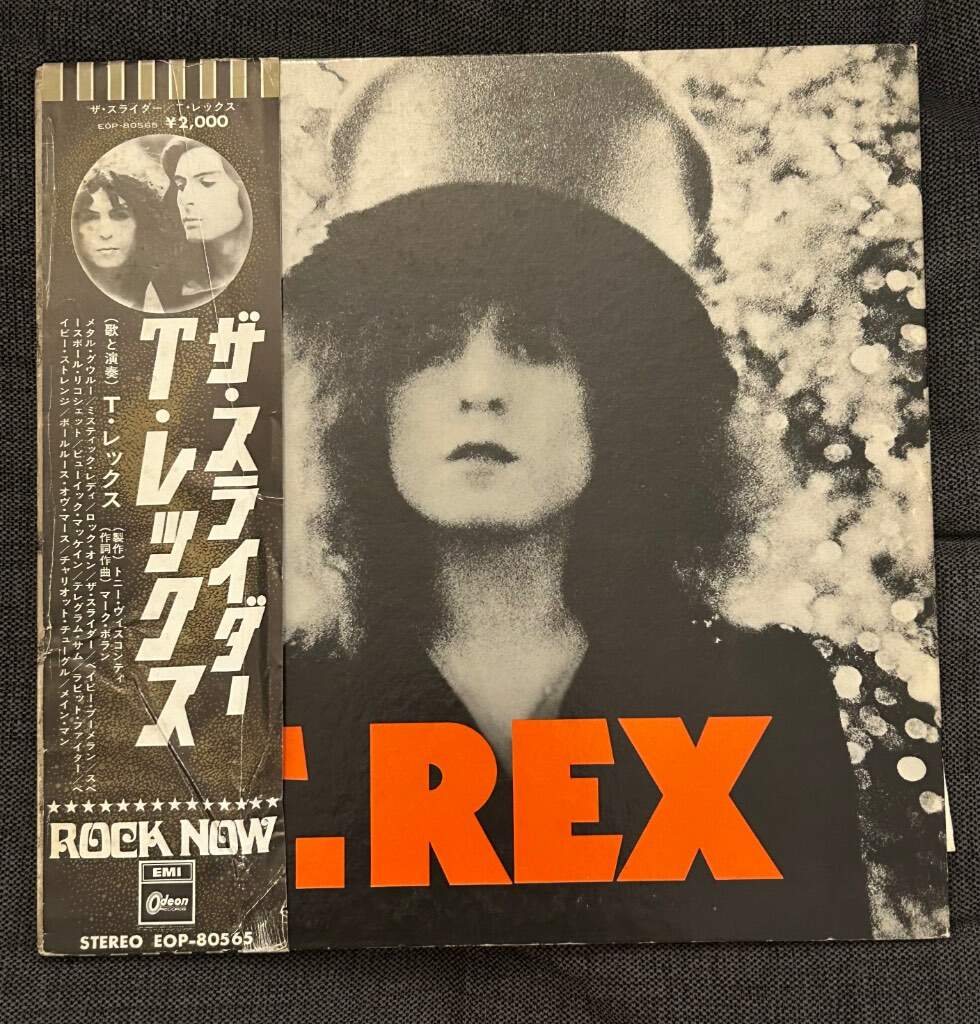 ザ・スライダー/T・レックス
EOP-80565 ¥2,000
ザ・スライダー
T・レックス
(製作) トニー・ヴィスコンティ
(作詞作曲) マーク・ボラン
(歌と演奏) T・レックス
メタル・グウルー/ミスティック・レディ/ロック・オン/ザ・スライダー/ベイビー・ブーメラン/スペ
ースボール・リコシェット/ビューイック・マッケイン/テレグラム・サム/ラビット・ファイター/ベ
イビー・ストレンジ/ボールルース・オヴ・マース/チャリオット・チューグル/メイン・マン
ROCK NOW
EMI
Odeon
RECORDS
STEREO EOP-80565
T.REX